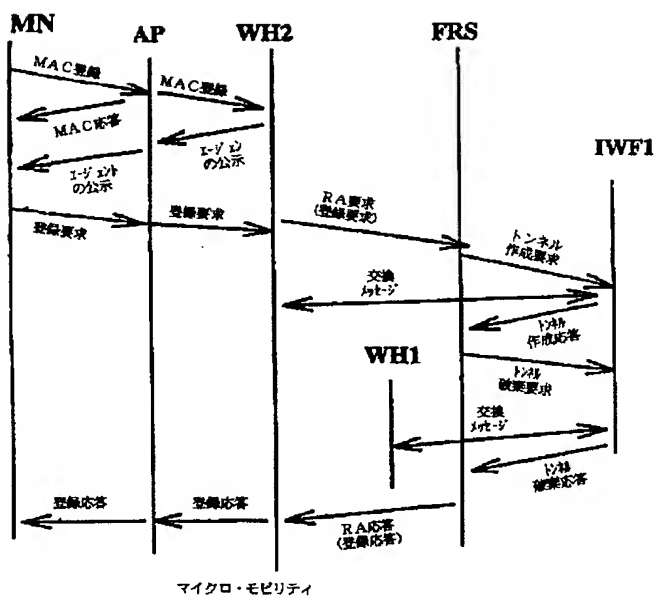 MN
AP
WH2
FRS
IWF1
MAC登録
MAC登録
MAC応答
エージェント
の公示
エージェン
の公示
登録要求
登録要求
RA要求
(登録要求)
トンネル
作成要求
交換
メッセージ
トンネル
作成応答
WH1
トンネル
破棄要求
交換
メッセージ
トンネル
破棄応答
登録応答
登録応答
RA応答
(登録応答)
マイクロ・モビリティ